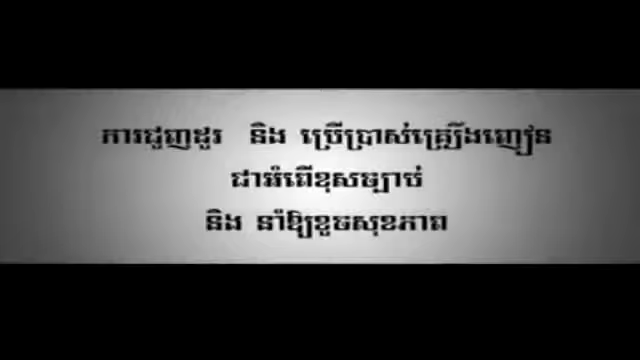 ការជួញដូរ និង ប្រើប្រាស់គ្រឿងញៀន
ជាអំពើខុសច្បាប់
និង នាំឱ្យខូចសុខភាព